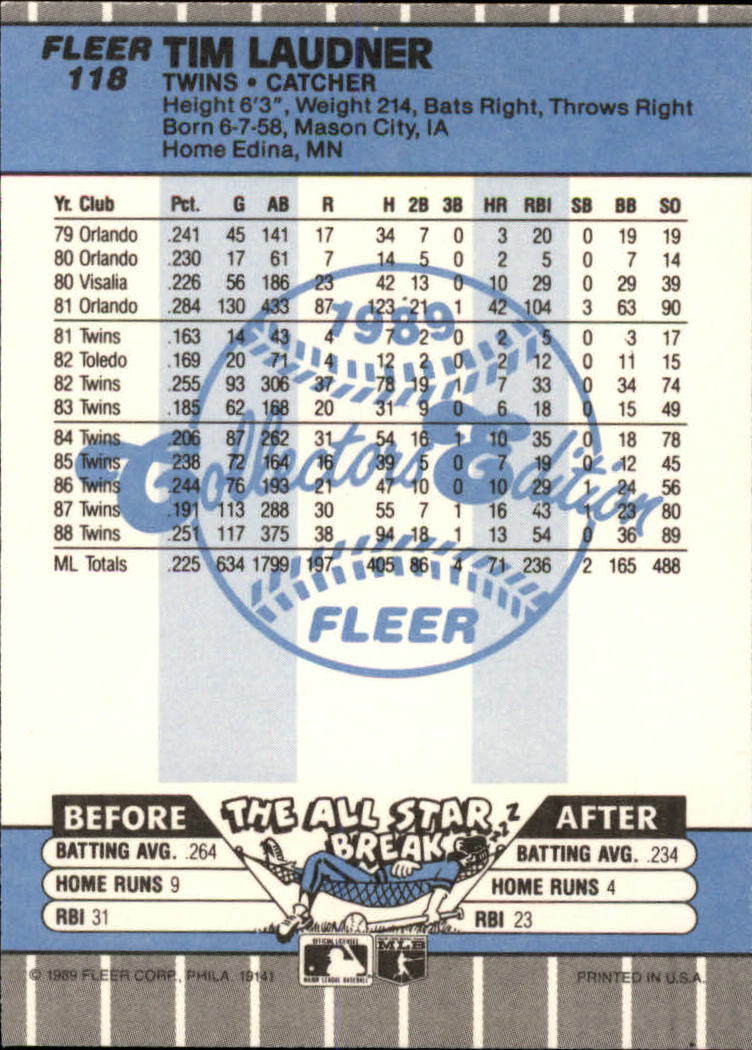 FLEER TIM LAUDNER
118 TWINS • CATCHER
Height 6'3", Weight 214, Bats Right, Throws Right
Born 6-7-58, Mason City, IA
Home Edina, MN
Yr. Club Pct. G AB R H 2B 3B HR RBI SB BB SO
79 Orlando .241 45 141 17 34 7 0 3 20 0 19 19
80 Orlando .230 17 61 7 14 5 0 2 5 0 7 14
80 Visalia .226 56 186 23 42 13 0 10 29 0 29 39
81 Orlando .284 130 433 87 123 21 1 42 104 3 63 90
81 Twins .163 14 43 4 7 2 0 2 5 0 3 17
82 Toledo .169 20 71 4 12 2 0 2 12 0 11 15
82 Twins .255 93 306 37 78 19 1 7 33 0 34 74
83 Twins .185 62 168 20 31 9 0 6 18 0 15 49
84 Twins .206 87 262 31 54 16 1 10 35 0 18 78
85 Twins .238 72 164 16 39 5 0 7 19 0 12 45
86 Twins .244 76 193 21 47 10 0 10 29 1 24 56
87 Twins .191 113 288 30 55 7 1 16 43 1 23 80
88 Twins .251 117 375 38 94 18 1 13 54 0 36 89
ML Totals .225 634 1799 197 405 86 4 71 236 2 165 488
1989
Collectors Edition
FLEER
BEFORE THE ALL STAR BREAK ZZZ AFTER
BATTING AVG. .264 BATTING AVG. .234
HOME RUNS 9 HOME RUNS 4
RBI 31 RBI 23
OFFICIAL LICENSEE
MAJOR LEAGUE BASEBALL
MLB
© 1989 FLEER CORP., PHILA. 19141 PRINTED IN U.S.A.